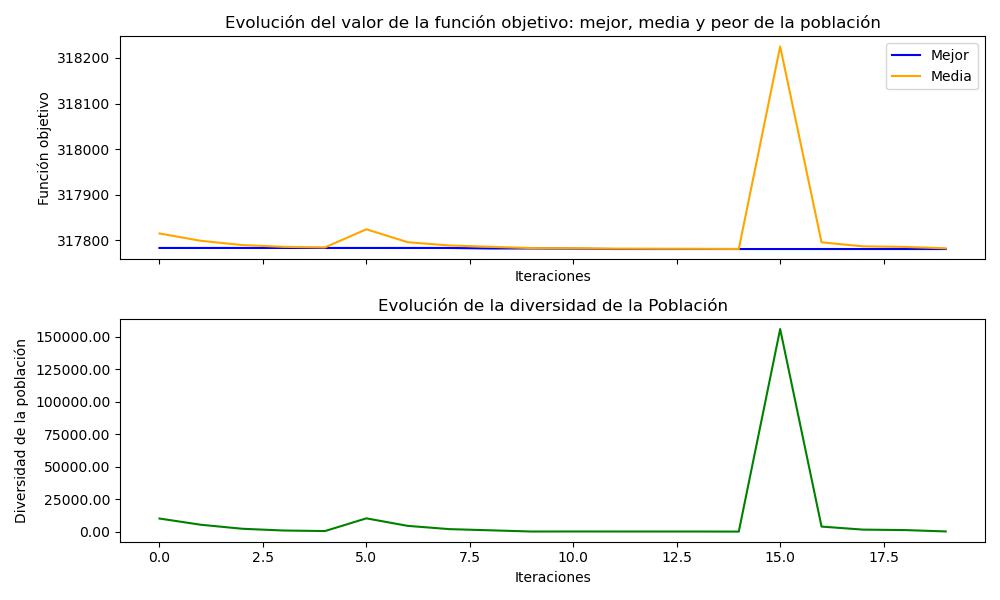 Evolución del valor de la función objetivo: mejor, media y peor de la población
318200
318100
318000
317900
317800
Función objetivo
Mejor
Media
Iteraciones
Evolución de la diversidad de la Población
150000.00
125000.00
100000.00
75000.00
50000.00
25000.00
0.00
Diversidad de la población
0.0 2.5 5.0 7.5 10.0 12.5 15.0 17.5
Iteraciones